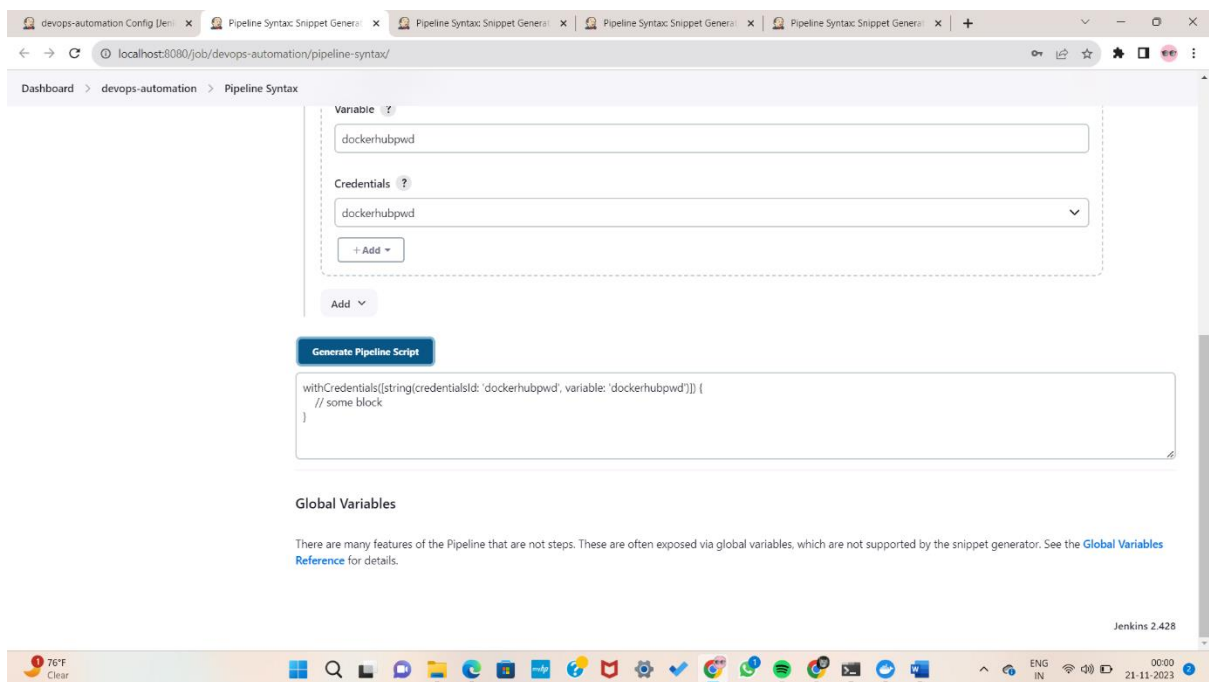 devops-automation Config [Jenki
Pipeline Syntax: Snippet Generat
Pipeline Syntax: Snippet Generat
Pipeline Syntax: Snippet Generat
Pipeline Syntax: Snippet Generat
localhost:8080/job/devops-automation/pipeline-syntax/
Dashboard > devops-automation > Pipeline Syntax
Variable ?
dockerhubpwd
Credentials ?
dockerhubpwd
+ Add
Add
Generate Pipeline Script
withCredentials([string(credentialsId: 'dockerhubpwd', variable: 'dockerhubpwd')]) {
// some block
}
Global Variables
There are many features of the Pipeline that are not steps. These are often exposed via global variables, which are not supported by the snippet generator. See the Global Variables
Reference for details.
Jenkins 2.428
76°F
Clear
ENG
IN
00:00
21-11-2023